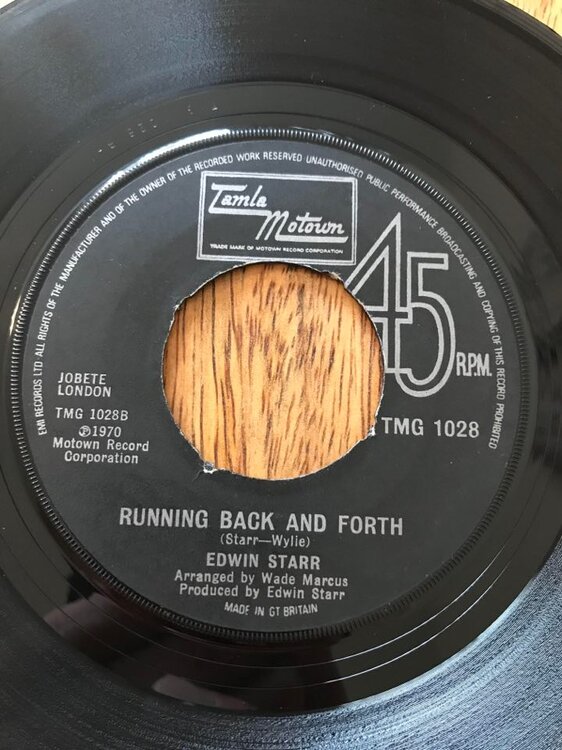 EMI RECORDS LTD ALL RIGHTS OF THE MANUFACTURER AND OF THE OWNER OF THE RECORDED WORK RESERVED UNAUTHORISED PUBLIC PERFORMANCE BROADCASTING AND COPYING OF THIS RECORD PROHIBITED
Tamla
Motown
TRADE MARK OF MOTOWN RECORD CORPORATION
45
R.P.M.
JOBETE
LONDON
TMG 1028B
℗1970
Motown Record
Corporation
TMG 1028
RUNNING BACK AND FORTH
(Starr—Wylie)
EDWIN STARR
Arranged by Wade Marcus
Produced by Edwin Starr
MADE IN GT BRITAIN